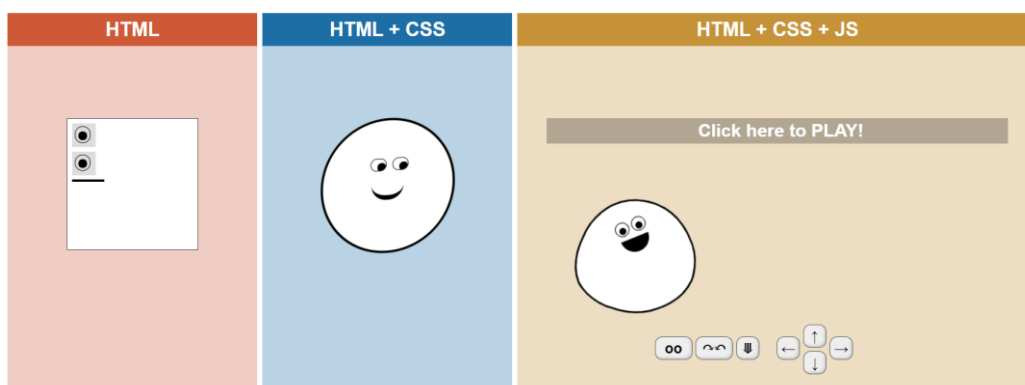 HTML
HTML + CSS
HTML + CSS + JS
Click here to PLAY!
oo
↷↶ ⤋ ← ↑ ↓ →